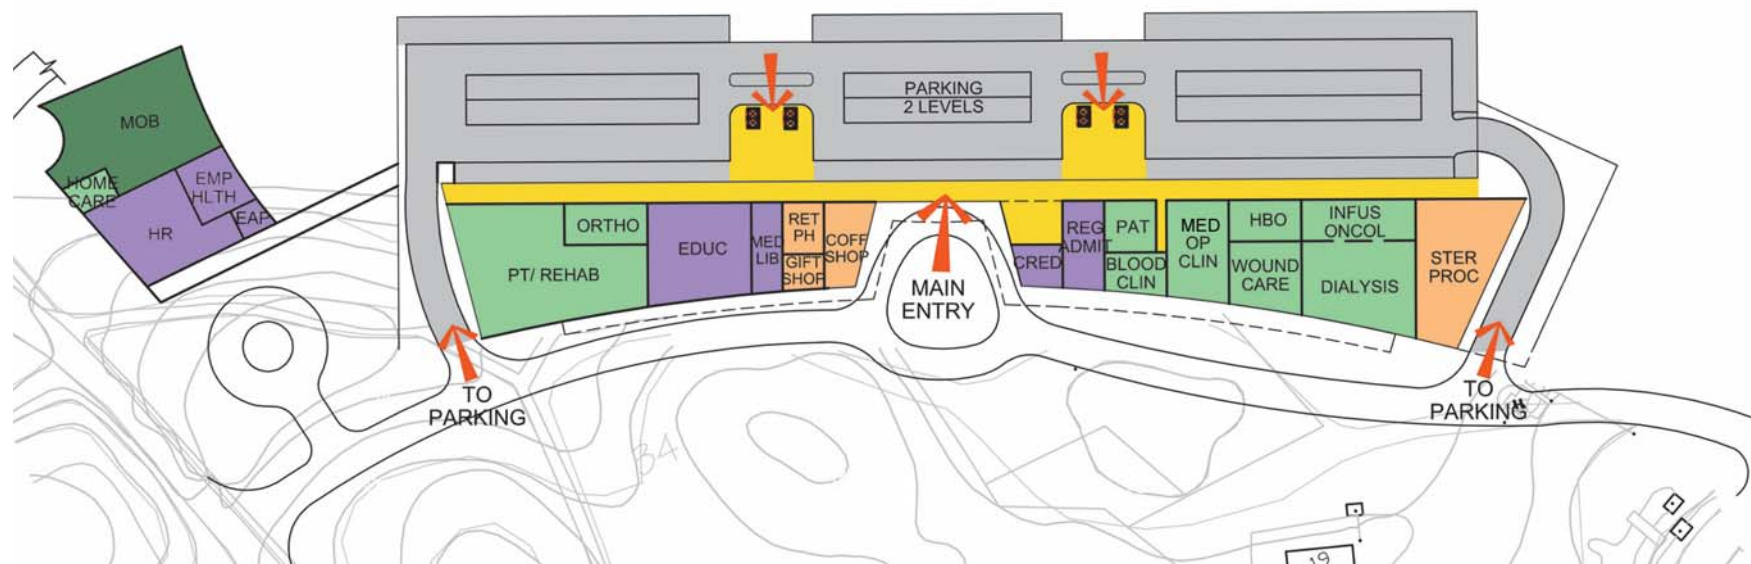 PARKING
2 LEVELS
MOB
HOME
CARE
EMP
HLTH
EAP
HR
ORTHO
PT/ REHAB
EDUC
MED
LIB
RET
PH
GIFT
SHOP
COFF
SHOP
MAIN
ENTRY
CRED
REG
ADMIT
PAT
BLOOD
CLIN
MED
OP
CLIN
HBO
WOUND
CARE
INFUS
ONCOL
DIALYSIS
STER
PROC
TO
PARKING
TO
PARKING
H
34
19